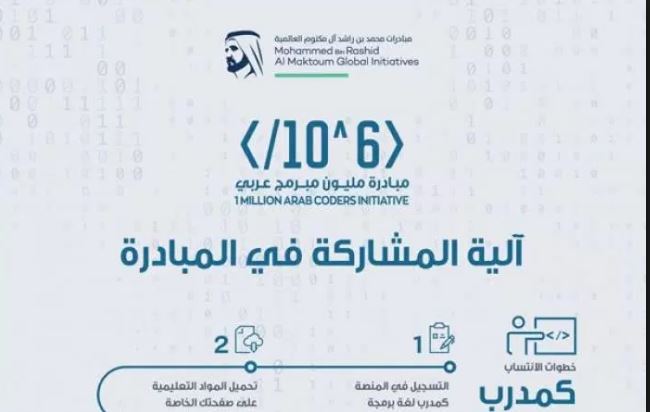 مبادرات محمد بن راشد آل مكتوم العالمية
Mohammed Bin Rashid
Al Maktoum Global Initiatives
</10^6>
مبادرة مليون مبرمج عربي
1 MILLION ARAB CODERS INITIATIVE
آلية المشاركة في المبادرة
</>
خطوات الانتساب
كمدرب
1
التسجيل في المنصة
كمدرب لغة برمجة
2
تحميل المواد التعليمية
على صفحتك الخاصة